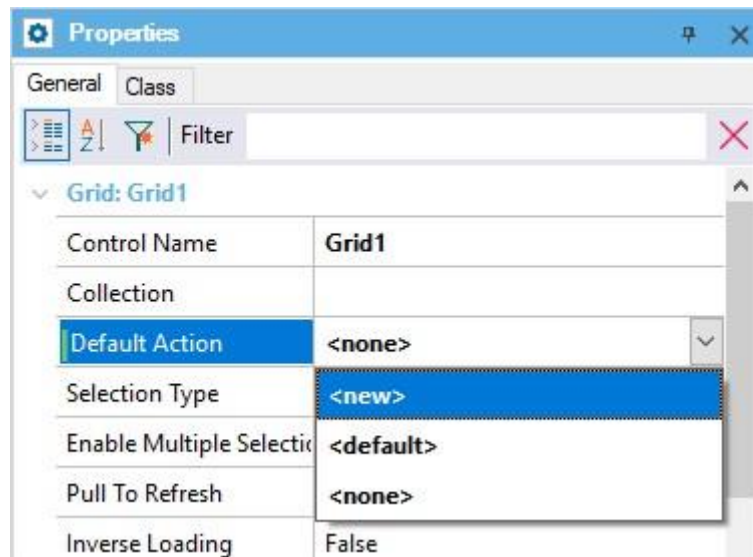 Properties
General Class
A Z Filter
Grid: Grid1
Control Name Grid1
Collection
Default Action <none>
Selection Type <new>
Enable Multiple Selectio <default>
Pull To Refresh <none>
Inverse Loading False